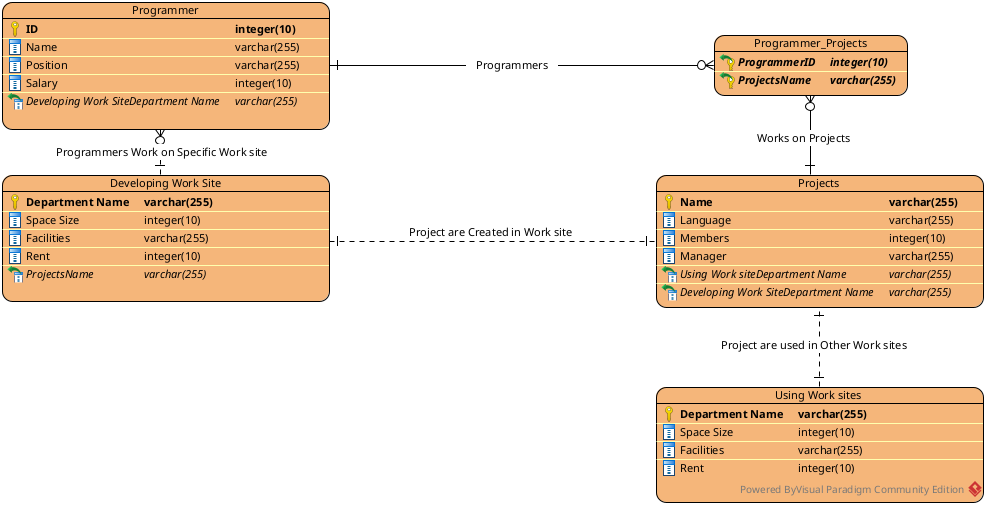 Programmer
ID integer(10)
Name varchar(255)
Position varchar(255)
Salary integer(10)
Developing Work SiteDepartment Name varchar(255)
Programmers
Programmer_Projects
ProgrammerID integer(10)
ProjectsName varchar(255)
Programmers Work on Specific Work site
Works on Projects
Developing Work Site
Department Name varchar(255)
Space Size integer(10)
Facilities varchar(255)
Rent integer(10)
ProjectsName varchar(255)
Project are Created in Work site
Projects
Name varchar(255)
Language varchar(255)
Members integer(10)
Manager varchar(255)
Using Work siteDepartment Name varchar(255)
Developing Work SiteDepartment Name varchar(255)
Project are used in Other Work sites
Using Work sites
Department Name varchar(255)
Space Size integer(10)
Facilities varchar(255)
Rent integer(10)
Powered ByVisual Paradigm Community Edition